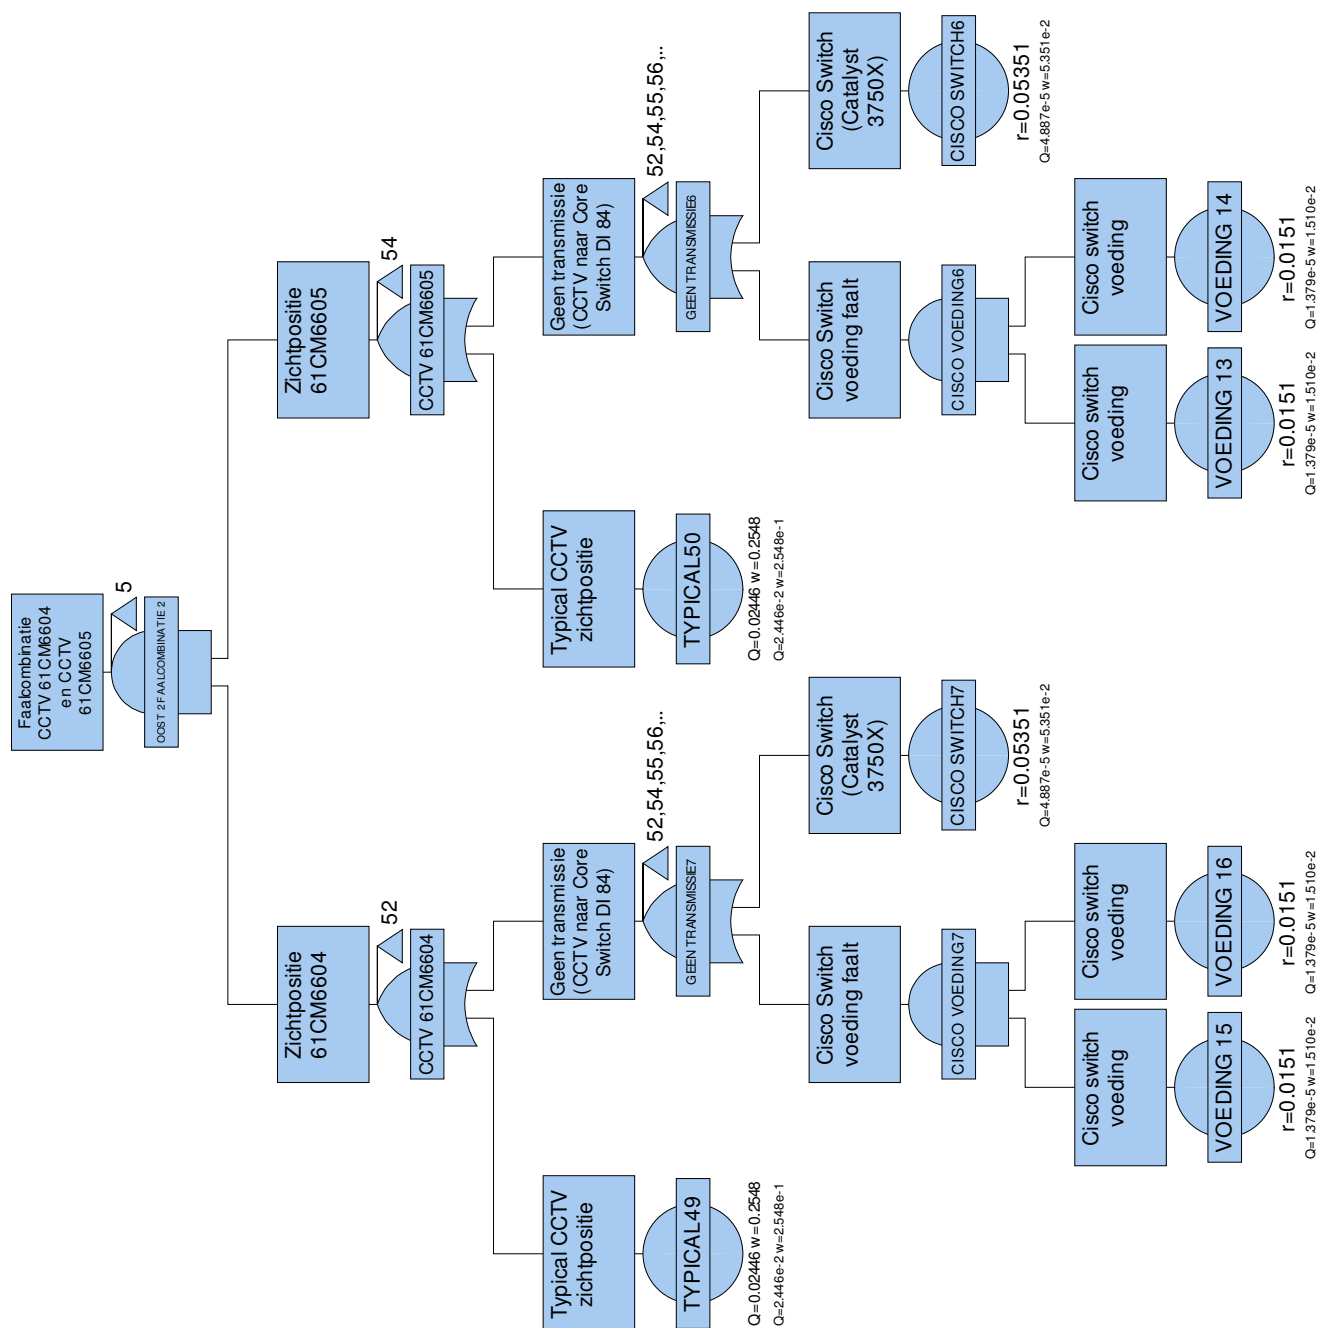 Faalcombinatie
CCTV 61CM6604
en CCTV
61CM6605
5
OOST 2 FAALCOMBINATIE 2
Zichtpositie
61CM6604
52
CCTV 61CM6604
Zichtpositie
61CM6605
54
CCTV 61CM6605
Typical CCTV
zichtpositie
TYPICAL49
Q=0.02446 w=0.2548
Q=2.446e-2 w=2.548e-1
Geen transmissie
(CCTV naar Core
Switch DI 84)
52,54,55,56,..
GEEN TRANSMISSIE7
Typical CCTV
zichtpositie
TYPICAL50
Q=0.02446 w=0.2548
Q=2.446e-2 w=2.548e-1
Geen transmissie
(CCTV naar Core
Switch DI 84)
52,54,55,56,..
GEEN TRANSMISSIE6
Cisco Switch
voeding faalt
CISCO VOEDING7
Cisco Switch
(Catalyst
3750X)
CISCO SWITCH7
r=0.05351
Q=4.887e-5 w=5.351e-2
Cisco Switch
voeding faalt
CISCO VOEDING6
Cisco Switch
(Catalyst
3750X)
CISCO SWITCH6
r=0.05351
Q=4.887e-5 w=5.351e-2
Cisco switch
voeding
VOEDING 15
r=0.0151
Q=1.379e-5 w=1.510e-2
Cisco switch
voeding
VOEDING 16
r=0.0151
Q=1.379e-5 w=1.510e-2
Cisco switch
voeding
VOEDING 13
r=0.0151
Q=1.379e-5 w=1.510e-2
Cisco switch
voeding
VOEDING 14
r=0.0151
Q=1.379e-5 w=1.510e-2